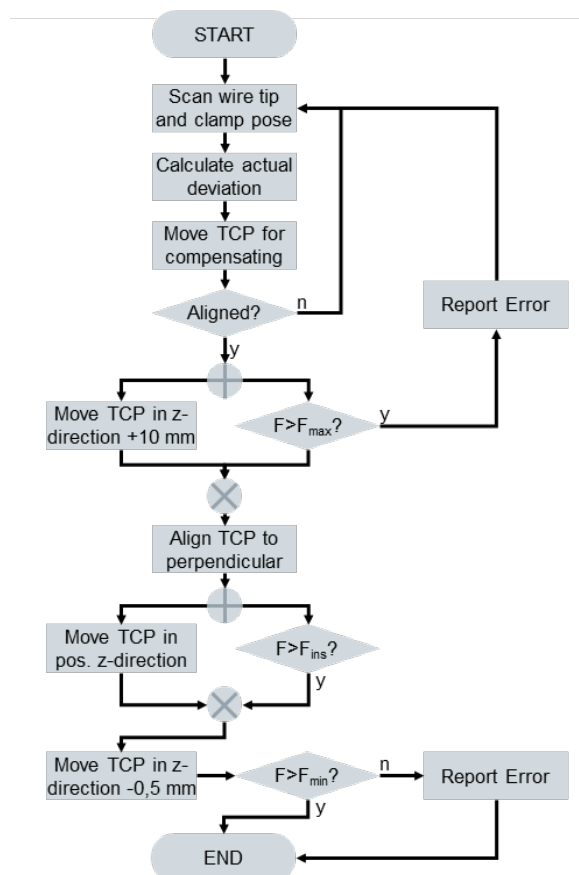 START
Scan wire tip
and clamp pose
Calculate actual
deviation
Move TCP for
compensating
Aligned?
n
Report Error
y
Move TCP in z-
direction +10 mm
F>Fmax?
y
Align TCP to
perpendicular
Move TCP in
pos. z-direction
F>Fins?
y
Move TCP in z-
direction -0,5 mm
F>Fmin?
n
Report Error
y
END